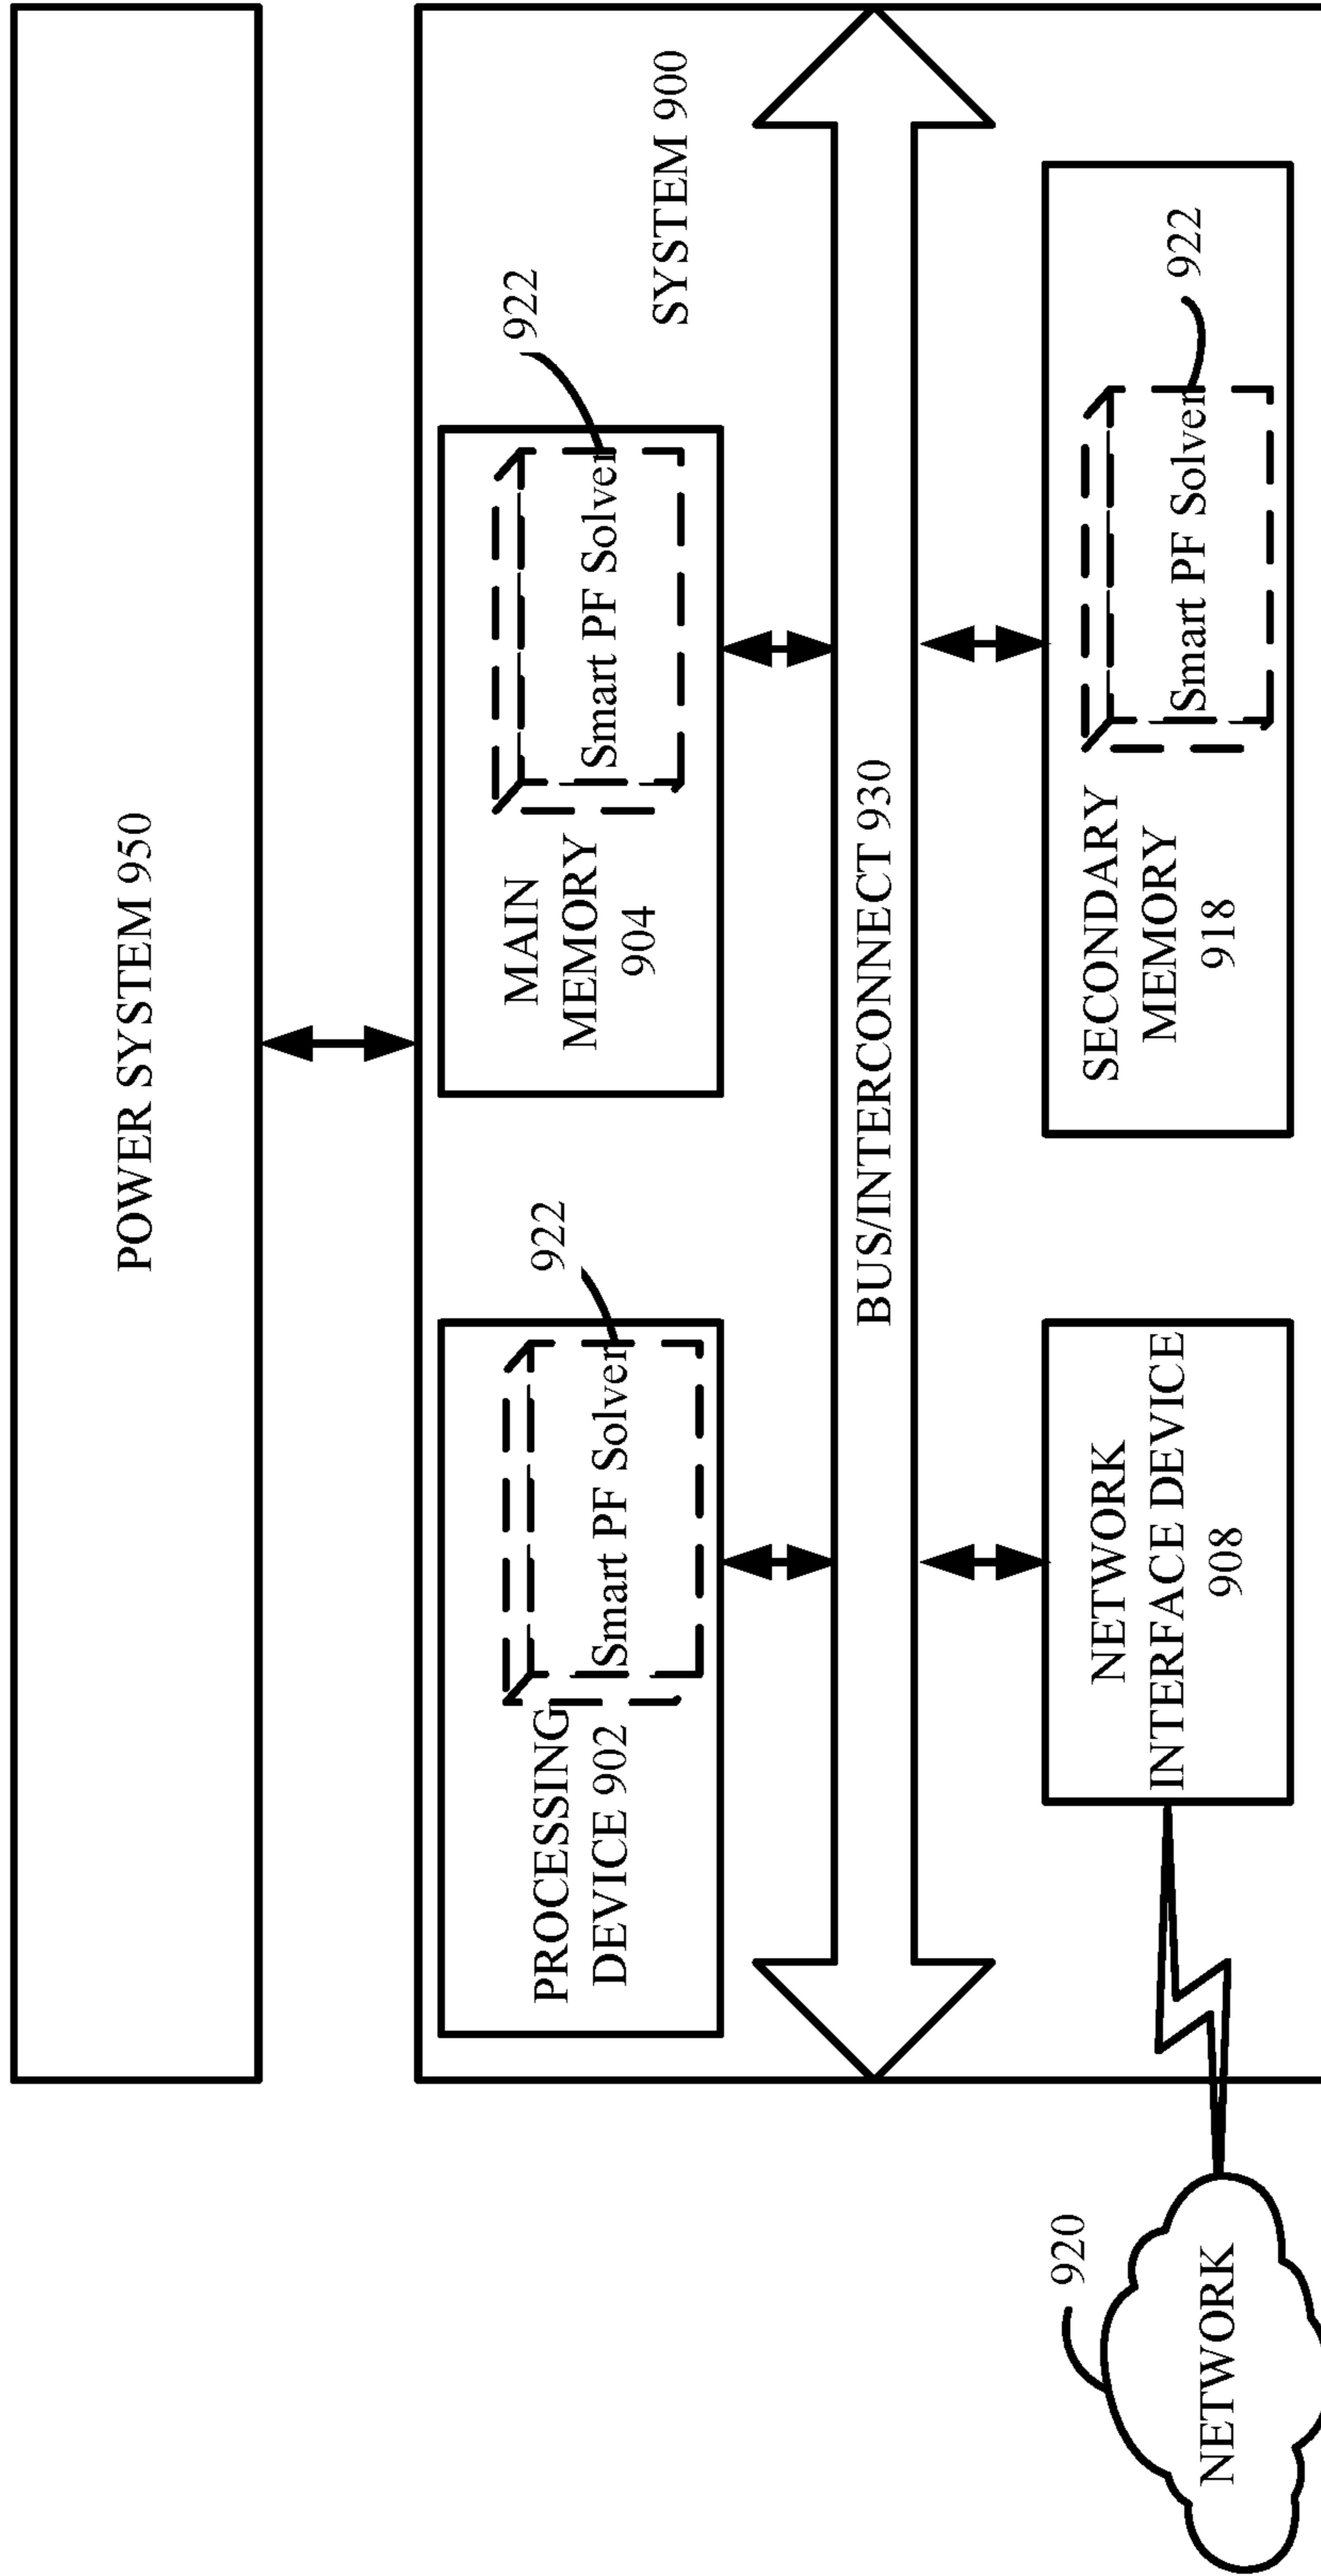 POWER SYSTEM 950
PROCESSING
DEVICE 902
Smart PF Solver
922
MAIN
MEMORY
904
Smart PF Solver
922
SYSTEM 900
BUS/INTERCONNECT 930
NETWORK
INTERFACE DEVICE
908
SECONDARY
MEMORY
918
Smart PF Solver
922
920
NETWORK